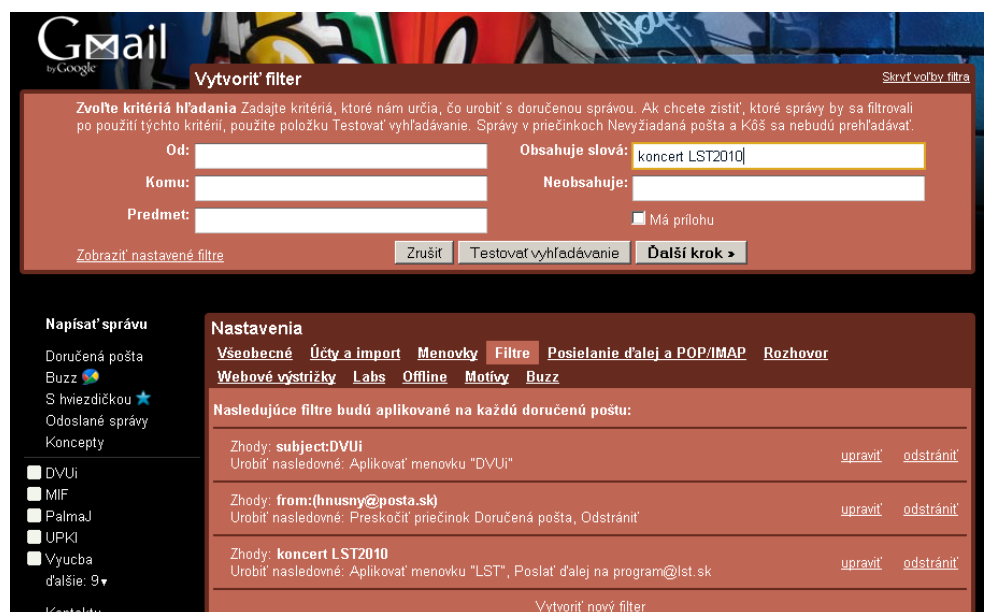 Gmail
by Google
Vytvoriť filter
Skryť voľby filtra
Zvoľte kritériá hľadania Zadajte kritériá, ktoré nám určia, čo urobiť s doručenou správou. Ak chcete zistiť, ktoré správy by sa filtrovali
po použití týchto kritérií, použite položku Testovať vyhľadávanie. Správy v priečinkoch Nevyžiadaná pošta a Kôš sa nebudú prehľadávať.
Od:
Obsahuje slová: koncert LST2010
Komu:
Neobsahuje:
Predmet:
Má prílohu
Zobraziť nastavené filtre
Zrušiť
Testovať vyhľadávanie
Ďalší krok »
Napísať správu
Doručená pošta
Buzz
S hviezdičkou
Odoslané správy
Koncepty
DVUi
MIF
PalmaJ
UPKI
Vyucba
ďalšie: 9▾
Kontakty
Nastavenia
Všeobecné Účty a import Menovky Filtre Posielanie ďalej a POP/IMAP Rozhovor
Webové výstrižky Labs Offline Motívy Buzz
Nasledujúce filtre budú aplikované na každú doručenú poštu:
Zhody: subject:DVUi
Urobiť nasledovné: Aplikovať menovku "DVUi"
upraviť odstrániť
Zhody: from:(hnusny@posta.sk)
Urobiť nasledovné: Preskočiť priečinok Doručená pošta, Odstrániť
upraviť odstrániť
Zhody: koncert LST2010
Urobiť nasledovné: Aplikovať menovku "LST", Poslať ďalej na program@lst.sk
upraviť odstrániť
Vytvoriť nový filter